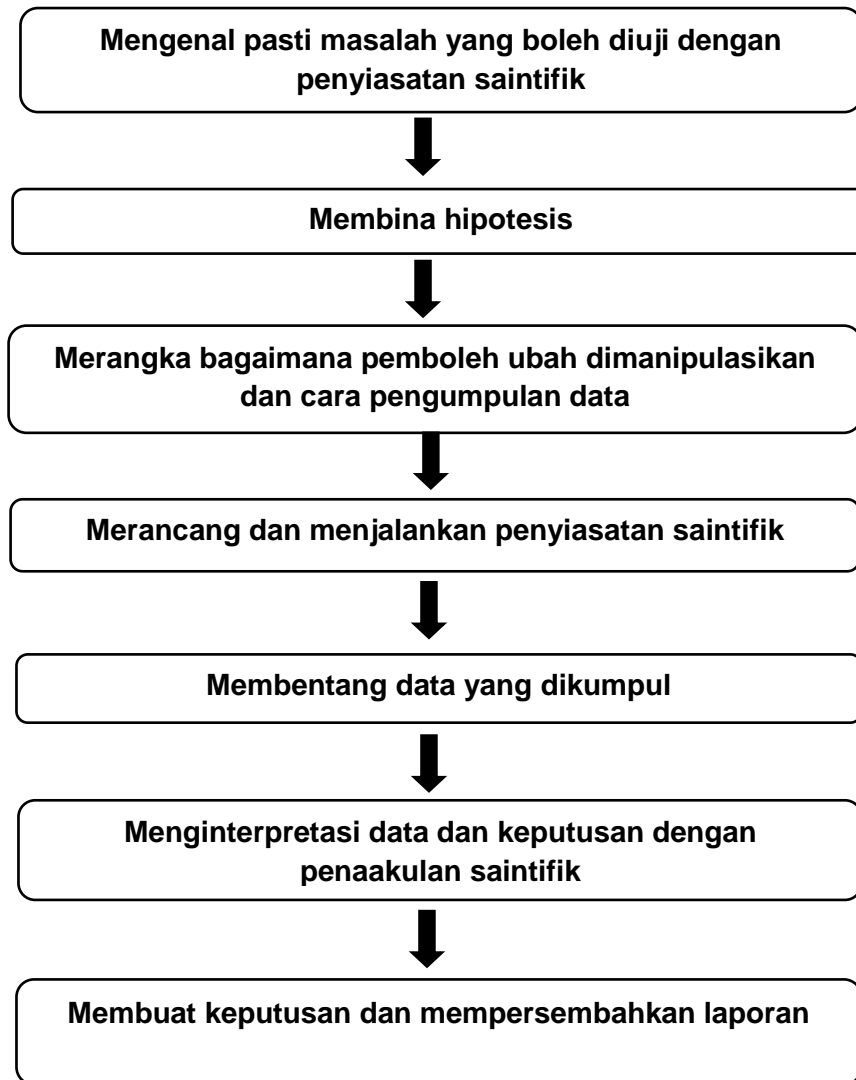 Mengenal pasti masalah yang boleh diuji dengan
penyiasatan saintifik
Membina hipotesis
Merangka bagaimana pemboleh ubah dimanipulasikan
dan cara pengumpulan data
Merancang dan menjalankan penyiasatan saintifik
Membentang data yang dikumpul
Menginterpretasi data dan keputusan dengan
penaakulan saintifik
Membuat keputusan dan mempersembahkan laporan